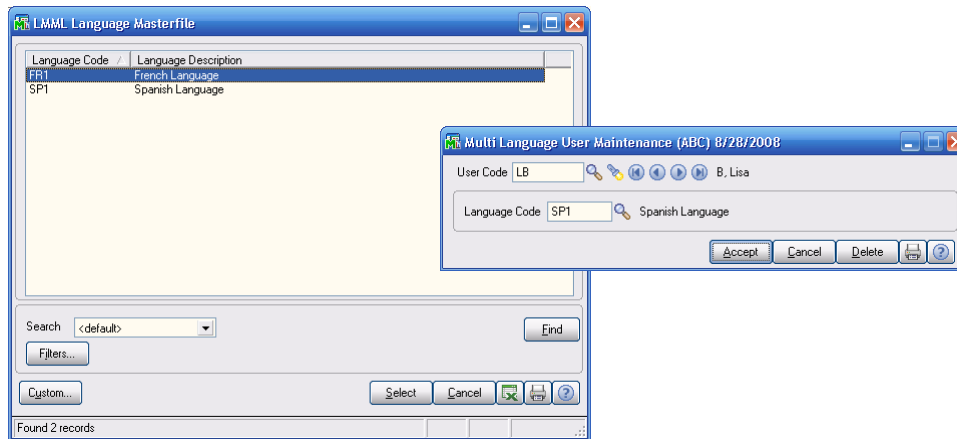 LMML Language Masterfile
Language Code Language Description
FR1 French Language
SP1 Spanish Language
Multi Language User Maintenance (ABC) 8/28/2008
User Code LB B, Lisa
Language Code SP1 Spanish Language
Accept Cancel Delete
Search <default> Find
Filters...
Custom... Select Cancel
Found 2 records